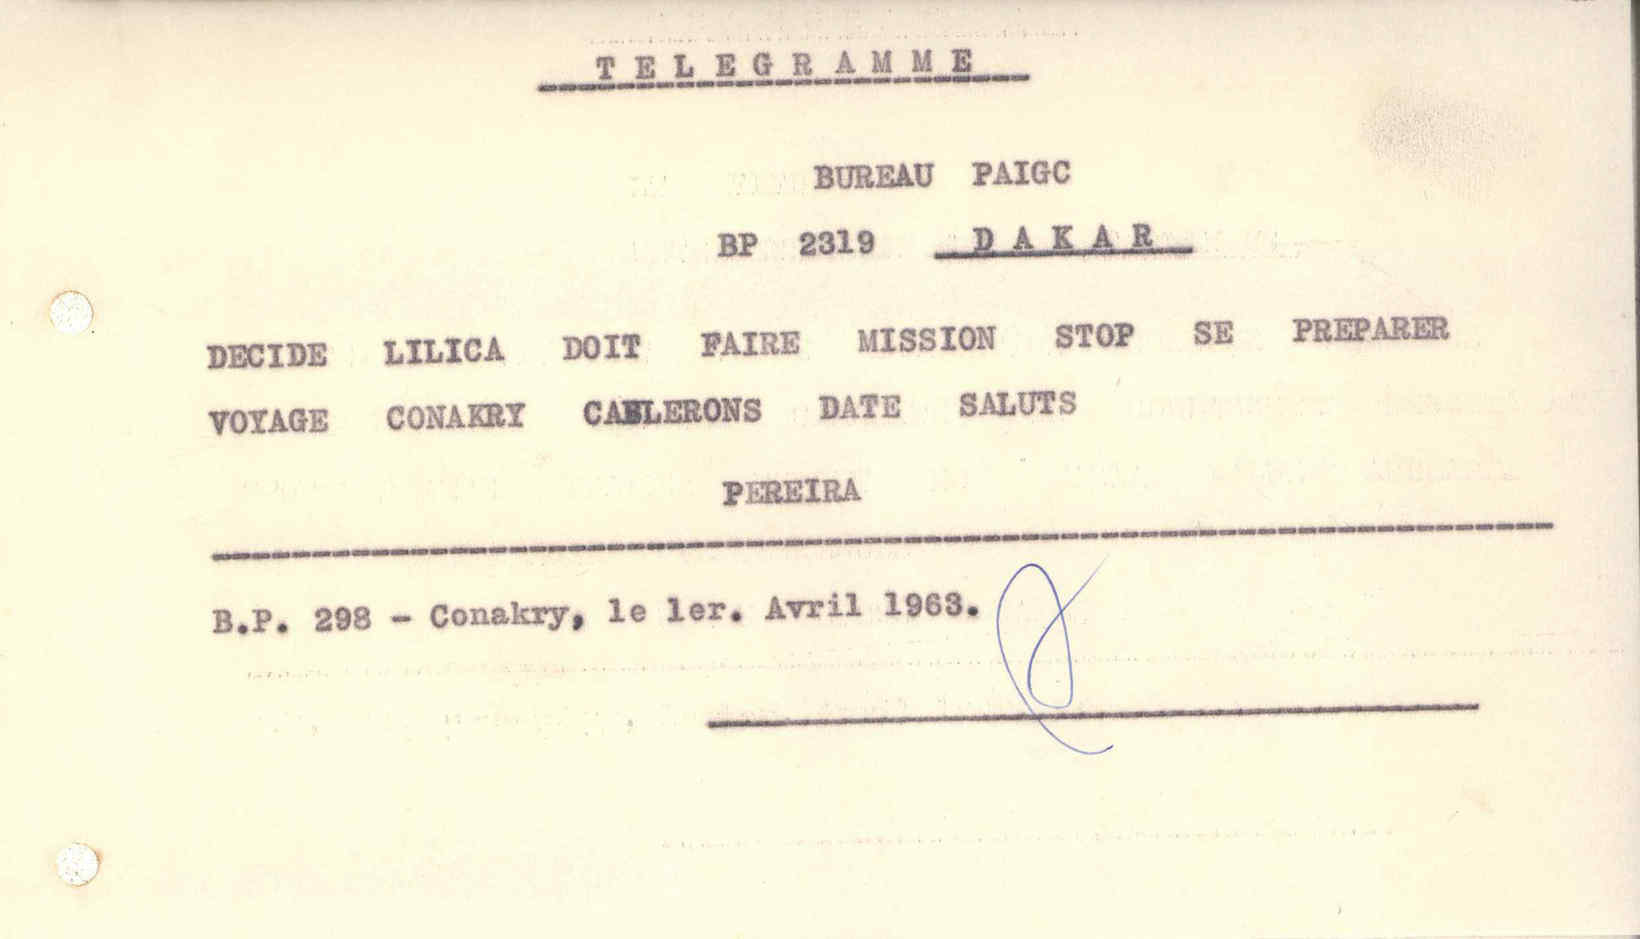 TELEGRAMME
BUREAU PAIGC
BP 2319 DAKAR
DECIDE LILICA DOIT FAIRE MISSION STOP SE PREPARER
VOYAGE CONAKRY CABLERONS DATE SALUTS
PEREIRA
B.P. 298 - Conakry, le 1er. Avril 1963.